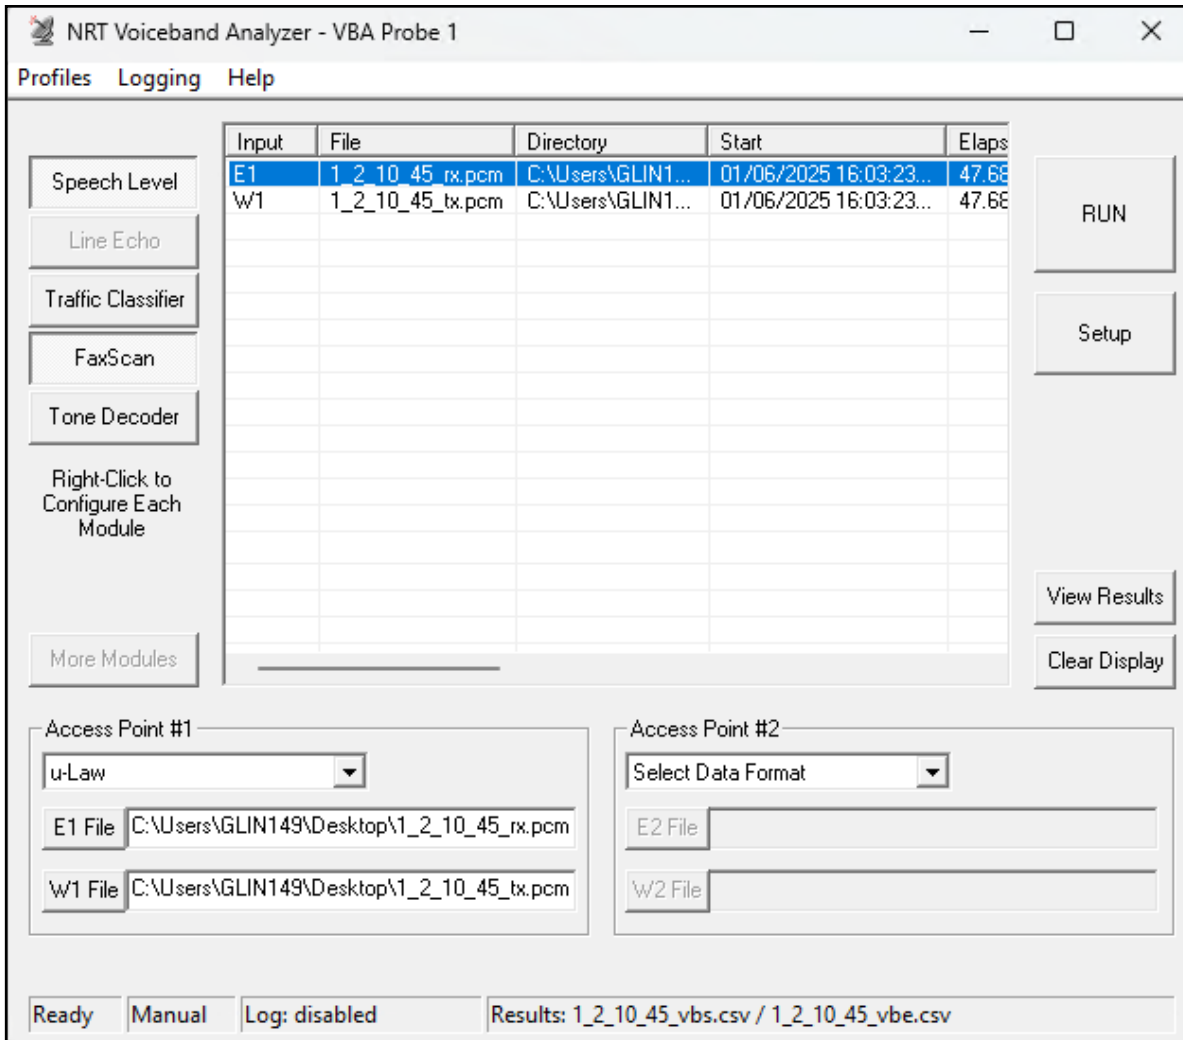 NRT Voiceband Analyzer - VBA Probe 1
Profiles Logging Help
Speech Level
Line Echo
Traffic Classifier
FaxScan
Tone Decoder
Right-Click to
Configure Each
Module
More Modules
Input File Directory Start Elaps
E1 1_2_10_45_rx.pcm C:\Users\GLIN1... 01/06/2025 16:03:23... 47.68
W1 1_2_10_45_tx.pcm C:\Users\GLIN1... 01/06/2025 16:03:23... 47.68
RUN
Setup
View Results
Clear Display
Access Point #1
u-Law
E1 File C:\Users\GLIN149\Desktop\1_2_10_45_rx.pcm
W1 File C:\Users\GLIN149\Desktop\1_2_10_45_tx.pcm
Access Point #2
Select Data Format
E2 File
W2 File
Ready Manual Log: disabled Results: 1_2_10_45_vbs.csv / 1_2_10_45_vbe.csv